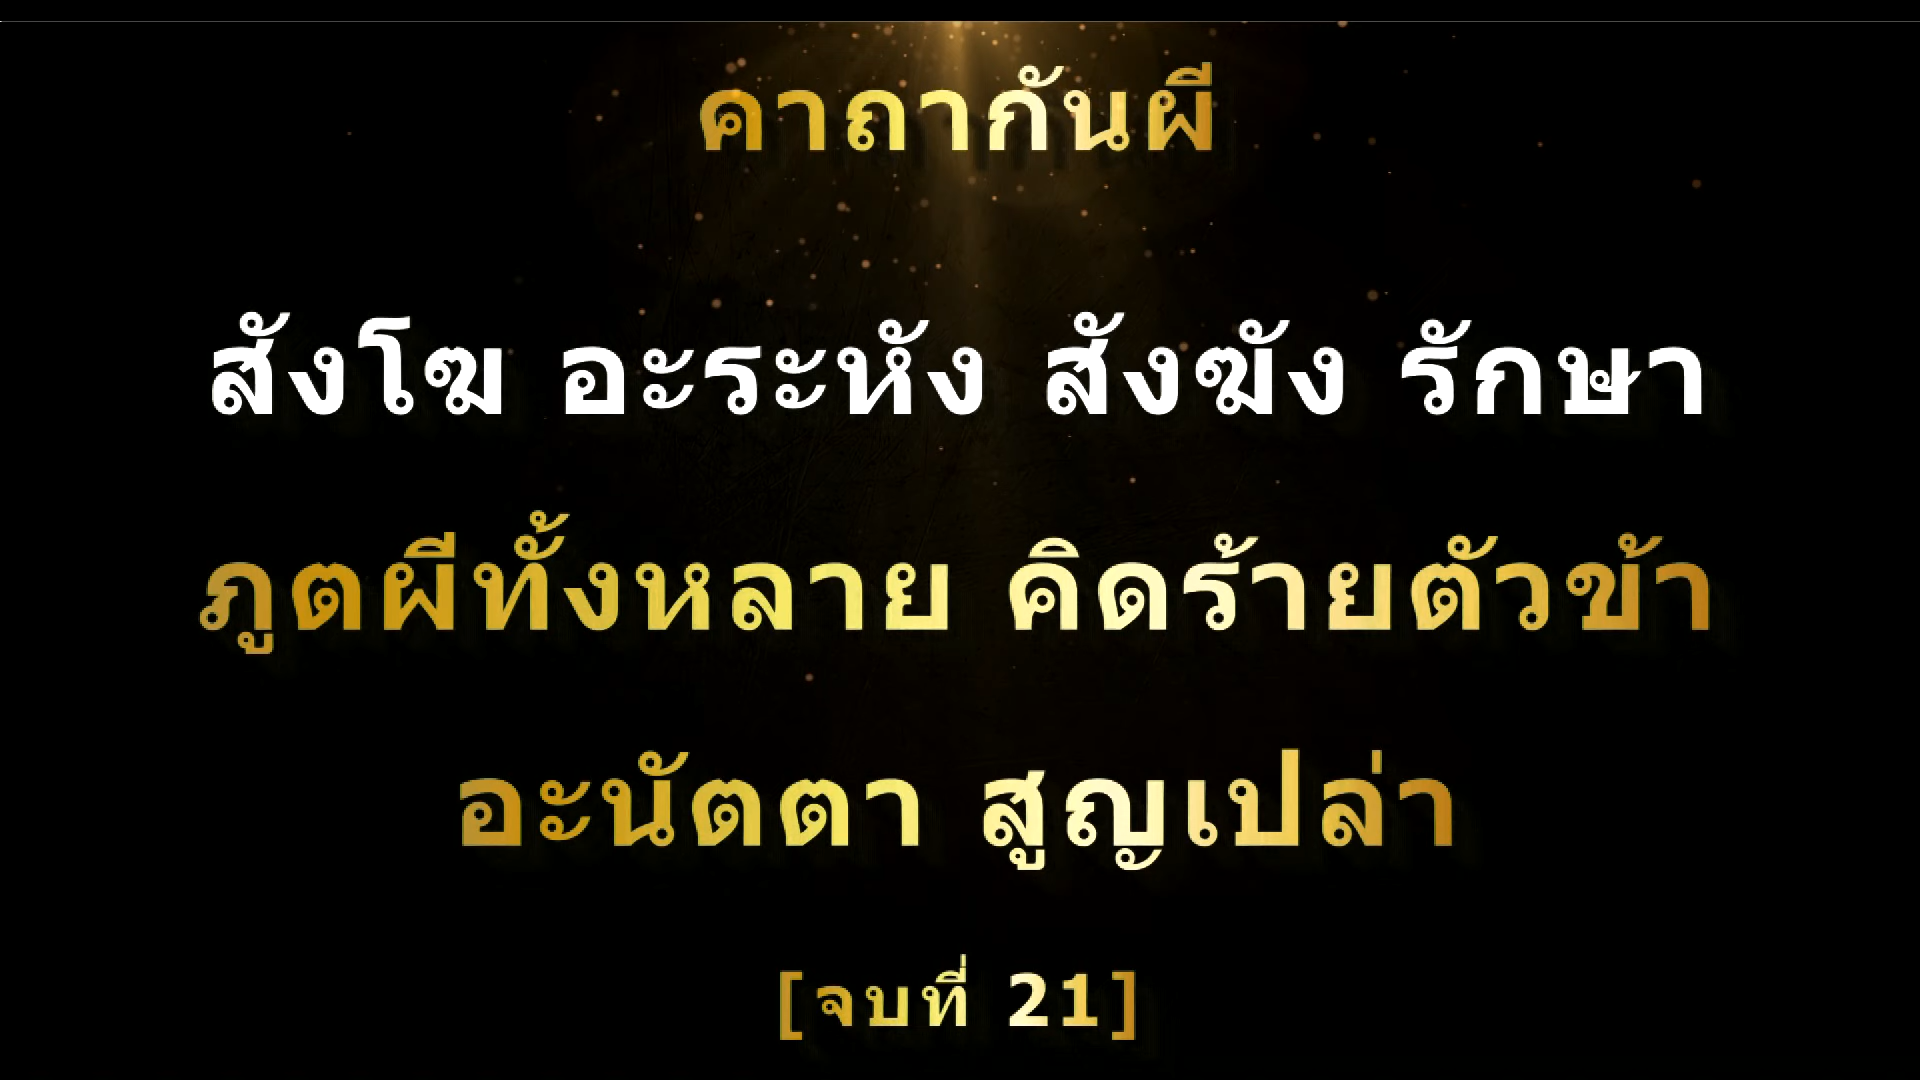 คาถากันผี
สังโฆ อะระหัง สังฆัง รักษา
ภูตผีทั้งหลาย คิดร้ายตัวข้า
อะนัตตา สูญเปล่า
[จบที่ 21]